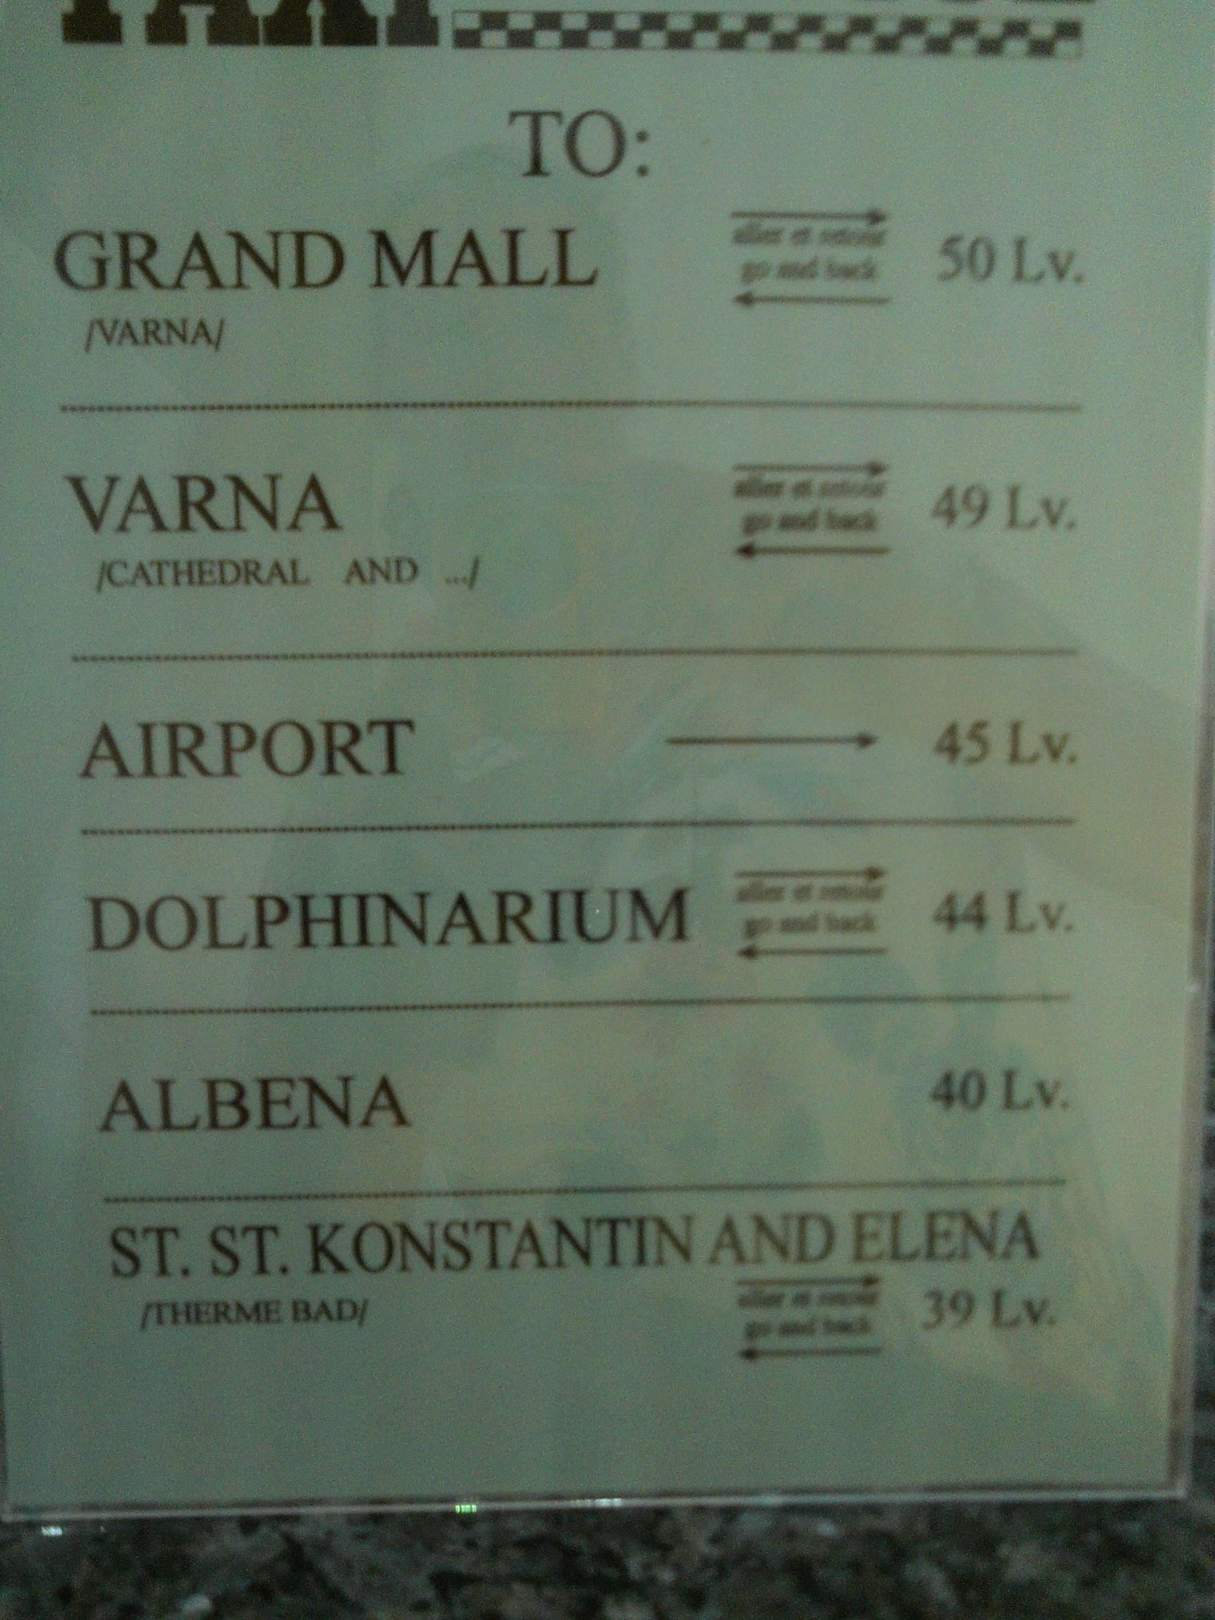 TAXI
TO:
GRAND MALL
aller et retour
go and back
50 Lv.
/VARNA/
VARNA
aller et retour
go and back
49 Lv.
/CATHEDRAL AND .../
AIRPORT 45 Lv.
DOLPHINARIUM
aller et retour
go and back
44 Lv.
ALBENA 40 Lv.
ST. ST. KONSTANTIN AND ELENA
/THERME BAD/
aller et retour
go and back
39 Lv.